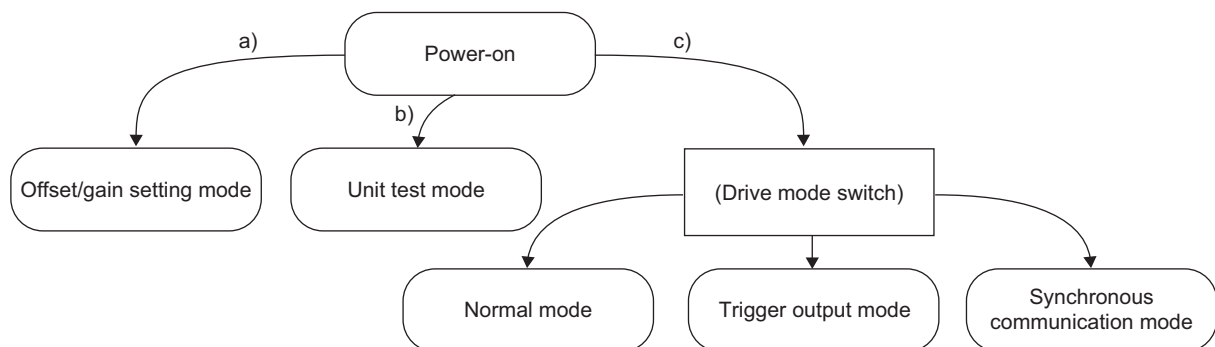 a)
Power-on
c)
b)
Offset/gain setting mode
Unit test mode
(Drive mode switch)
Normal mode
Trigger output mode
Synchronous
communication mode